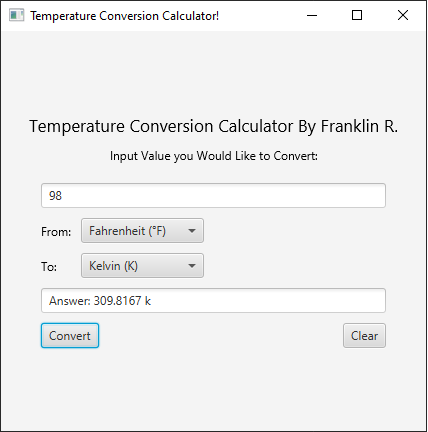 Temperature Conversion Calculator!
Temperature Conversion Calculator By Franklin R.
Input Value you Would Like to Convert:
98
From: Fahrenheit (°F)
To: Kelvin (K)
Answer: 309.8167 k
Convert Clear